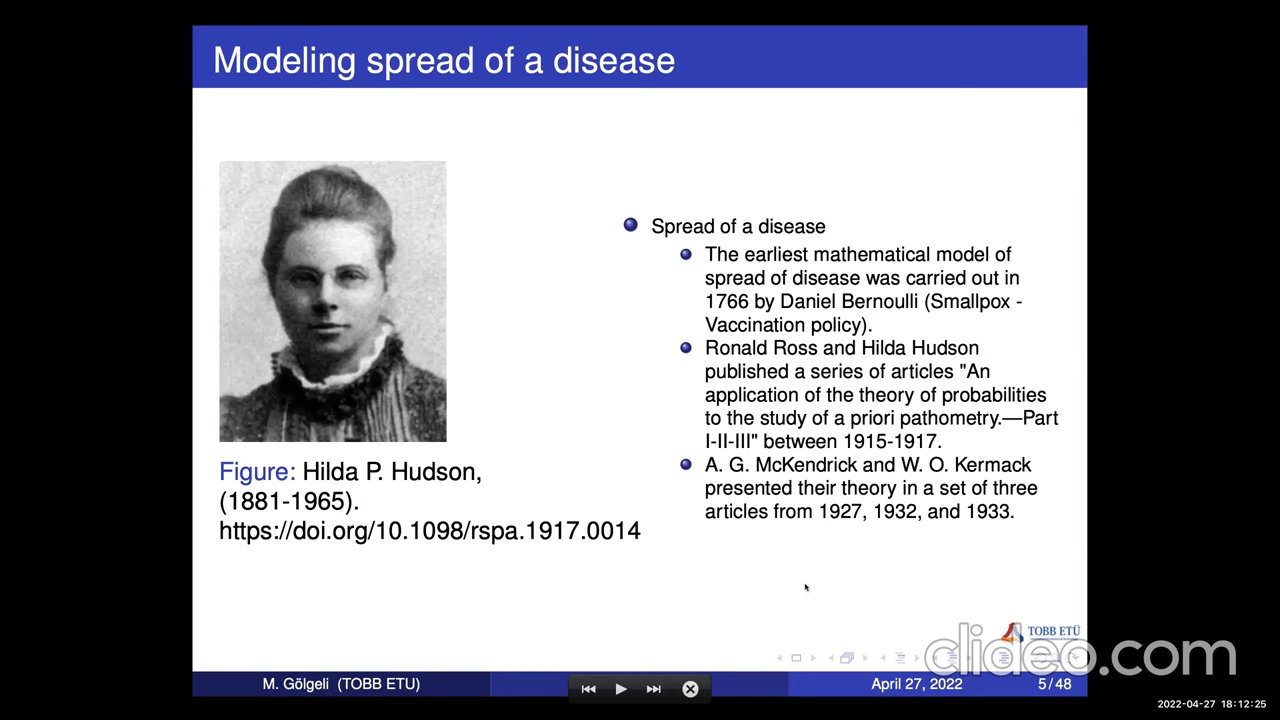 Modeling spread of a disease
Spread of a disease
The earliest mathematical model of
spread of disease was carried out in
1766 by Daniel Bernoulli (Smallpox -
Vaccination policy).
Ronald Ross and Hilda Hudson
published a series of articles "An
application of the theory of probabilities
to the study of a priori pathometry.—Part
I-II-III" between 1915-1917.
A. G. McKendrick and W. O. Kermack
presented their theory in a set of three
articles from 1927, 1932, and 1933.
Figure: Hilda P. Hudson,
(1881-1965).
https://doi.org/10.1098/rspa.1917.0014
TOBB ETÜ
clideo.com
M. Gölgeli (TOBB ETU)
April 27, 2022
5/48
2022-04-27 18:12:25